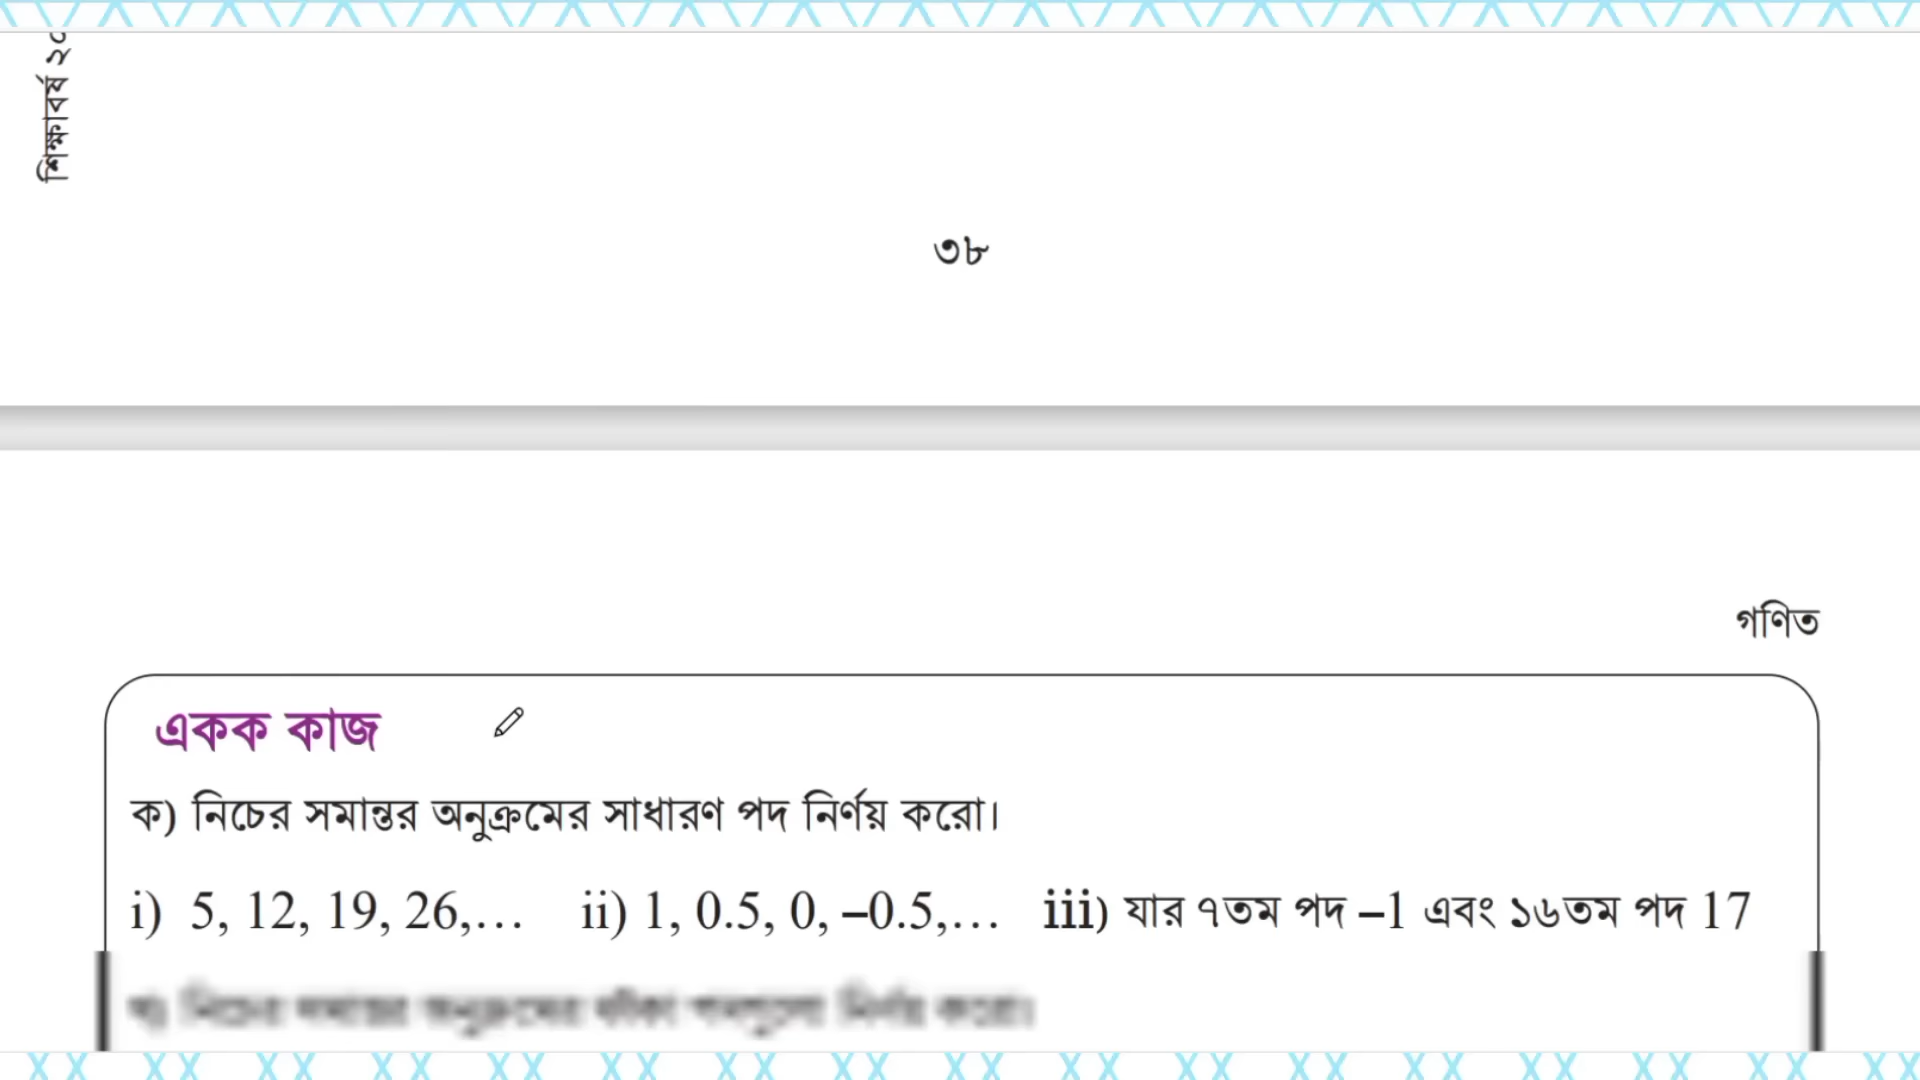 শিক্ষাবর্ষ
৩৮
গণিত
একক কাজ
ক) নিচের সমান্তর অনুক্রমের সাধারণ পদ নির্ণয় করো।
i) 5, 12, 19, 26,... ii) 1, 0.5, 0, –0.5,... iii) যার ৭তম পদ –1 এবং ১৬তম পদ 17